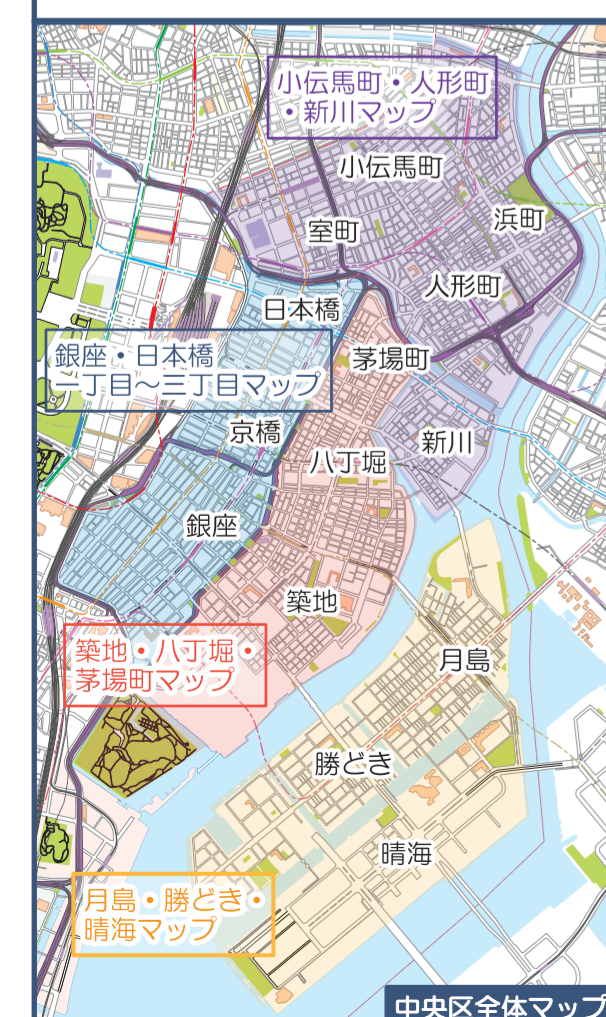 小伝馬町・人形町
・新川マップ
小伝馬町
浜町
室町
人形町
日本橋
銀座・日本橋
一丁目～三丁目マップ
茅場町
京橋
新川
八丁堀
銀座
築地
築地・八丁堀・
茅場町マップ
月島
勝どき
晴海
月島・勝どき・
晴海マップ
中央区全体マップ